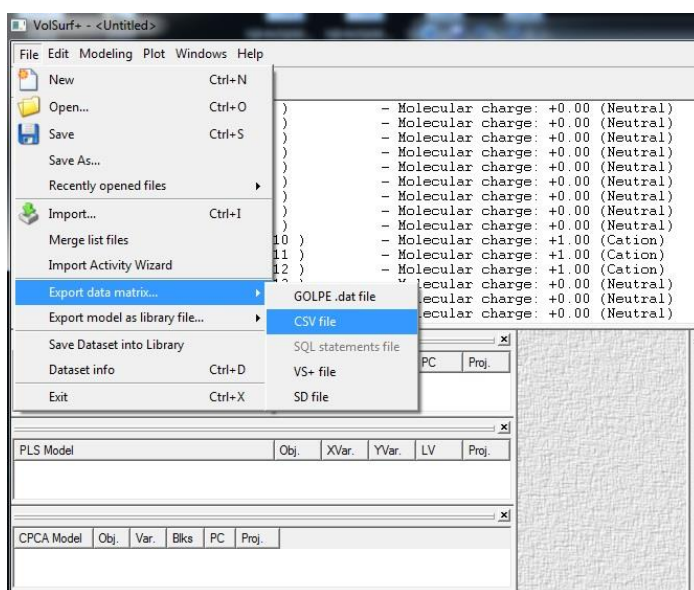 VolSurf+ - <Untitled>
File Edit Modeling Plot Windows Help
New Ctrl+N
Open... Ctrl+O
Save Ctrl+S
Save As...
Recently opened files
Import... Ctrl+I
Merge list files
Import Activity Wizard
Export data matrix...
Export model as library file...
Save Dataset into Library
Dataset info Ctrl+D
Exit Ctrl+X
GOLPE .dat file
CSV file
SQL statements file
VS+ file
SD file
) - Molecular charge: +0.00 (Neutral)
) - Molecular charge: +0.00 (Neutral)
) - Molecular charge: +0.00 (Neutral)
) - Molecular charge: +0.00 (Neutral)
) - Molecular charge: +0.00 (Neutral)
) - Molecular charge: +0.00 (Neutral)
) - Molecular charge: +0.00 (Neutral)
) - Molecular charge: +0.00 (Neutral)
) - Molecular charge: +0.00 (Neutral)
10 ) - Molecular charge: +1.00 (Cation)
11 ) - Molecular charge: +1.00 (Cation)
12 ) - Molecular charge: +1.00 (Cation)
lecular charge: +0.00 (Neutral)
lecular charge: +0.00 (Neutral)
lecular charge: +0.00 (Neutral)
PC Proj.
PLS Model Obj. XVar. YVar. LV Proj.
CPCA Model Obj. Var. Blks PC Proj.